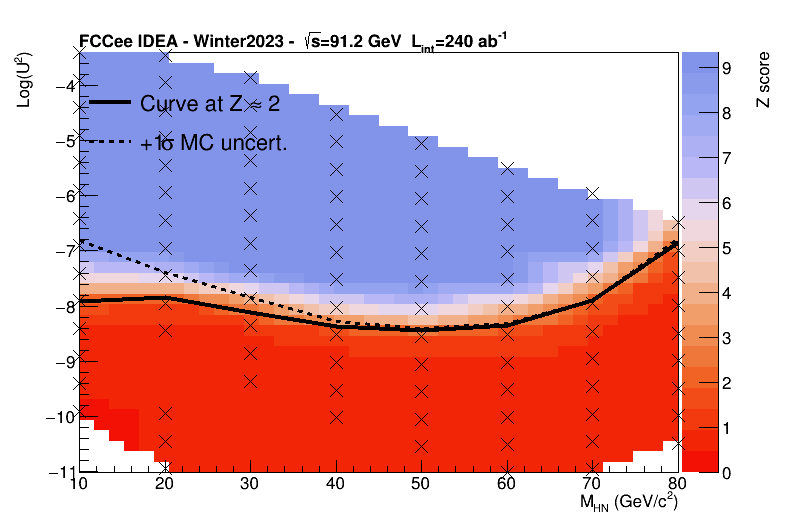 FCCee IDEA - Winter2023 - √s=91.2 GeV L_int=240 ab⁻¹
Log(U²)
Z score
Curve at Z ≈ 2
+1σ MC uncert.
−4
−5
−6
−7
−8
−9
−10
−11
9
8
7
6
5
4
3
2
1
0
10 20 30 40 50 60 70 80
M_HN (GeV/c²)